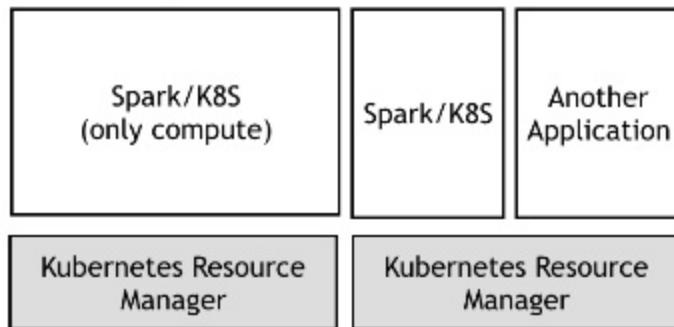 Spark/K8S
(only compute)
Spark/K8S
Another
Application
Kubernetes Resource
Manager
Kubernetes Resource
Manager